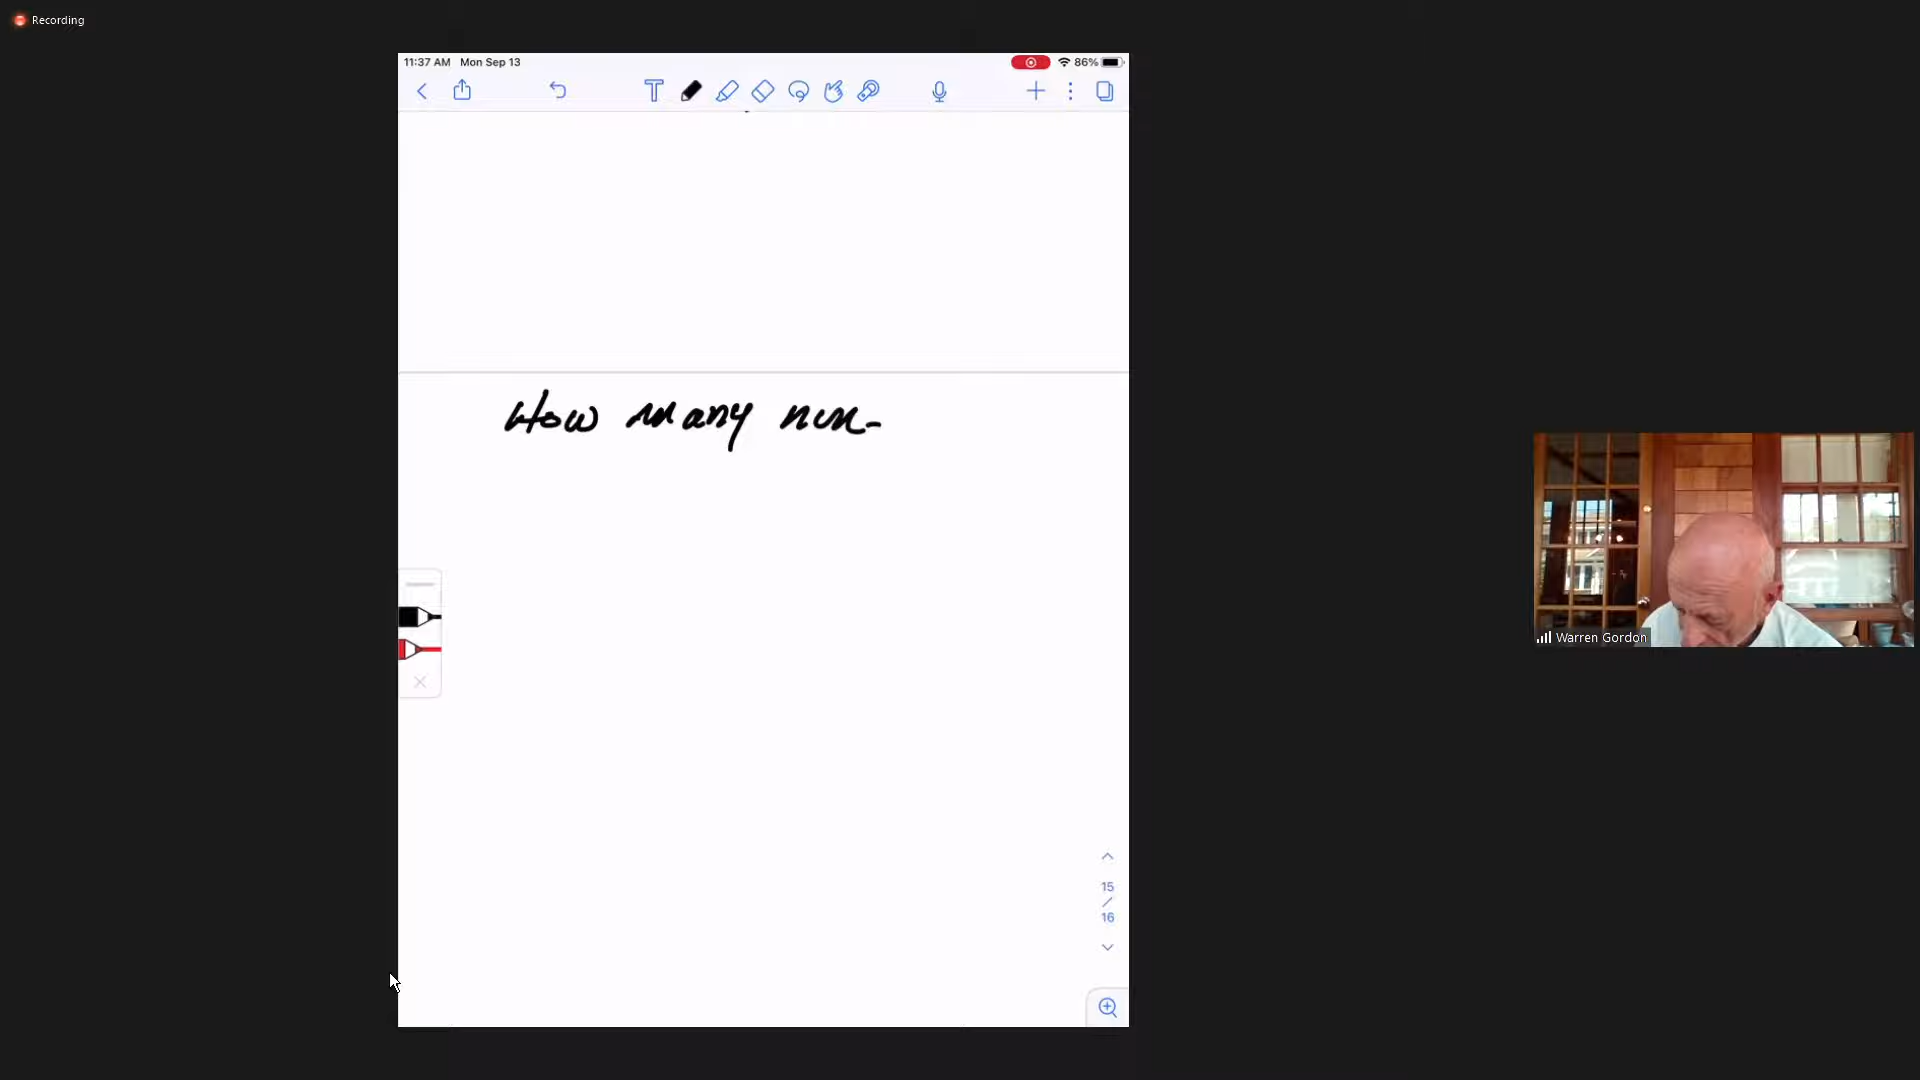 Recording
11:37 AM Mon Sep 13 86%
T
How many num-
15
/
16
Warren Gordon